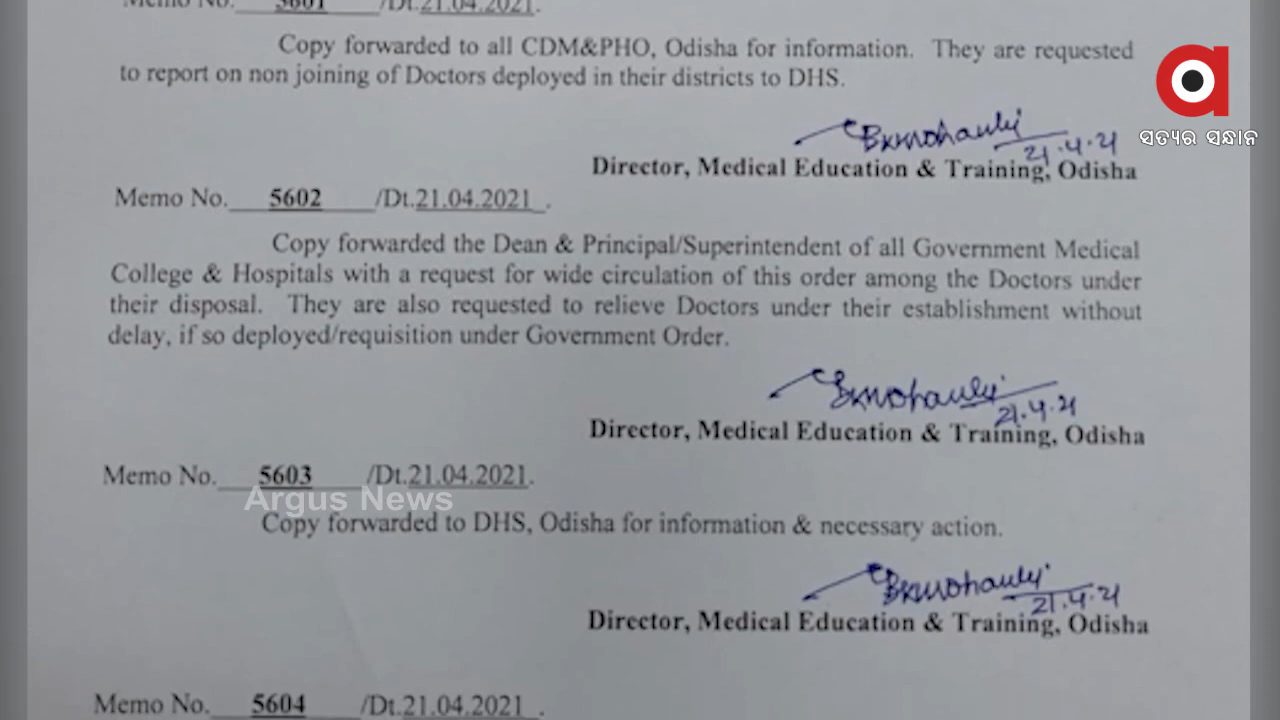 Memo No. 5601 /Dt.21.04.2021.
Copy forwarded to all CDM&PHO, Odisha for information. They are requested
to report on non joining of Doctors deployed in their districts to DHS.
ସତ୍ୟର ସନ୍ଧାନ
21.4.21
Director, Medical Education & Training, Odisha
Memo No. 5602 /Dt.21.04.2021 .
Copy forwarded the Dean & Principal/Superintendent of all Government Medical
College & Hospitals with a request for wide circulation of this order among the Doctors under
their disposal. They are also requested to relieve Doctors under their establishment without
delay, if so deployed/requisition under Government Order.
21.4.21
Director, Medical Education & Training, Odisha
Memo No. 5603 /Dt.21.04.2021.
Argus News
Copy forwarded to DHS, Odisha for information & necessary action.
21.4.21
Director, Medical Education & Training, Odisha
Memo No. 5604 /Dt.21.04.2021 .